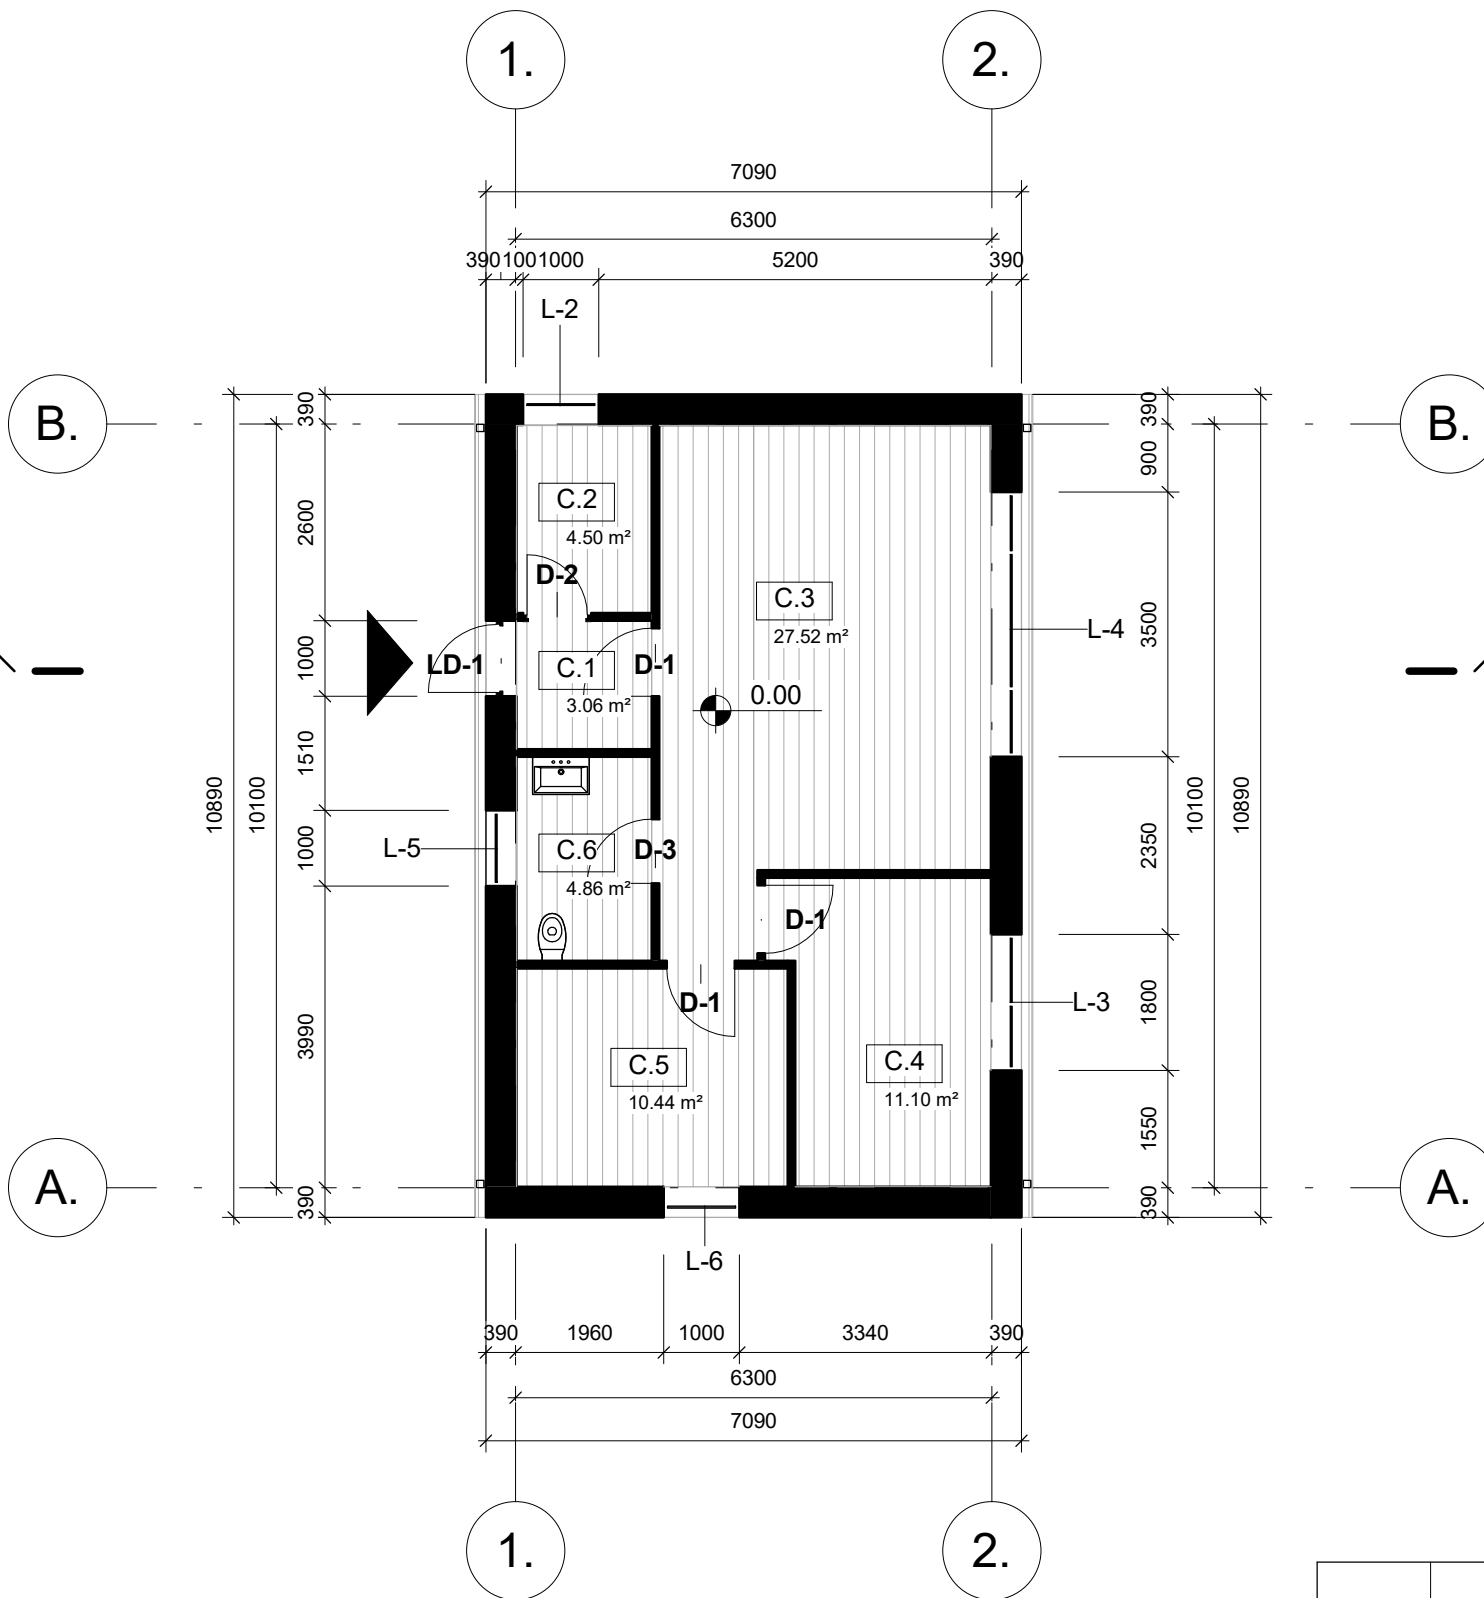 1. 2.
7090
6300
390 100 1000 5200 390
L-2
B. B.
390 390
900
2600
C.2
4.50 m²
D-2
C.3
27.52 m²
L-4
3500
1000
LD-1
C.1
D-1
3.06 m²
0.00
1510
10890 10100
2350 10100 10890
1000
L-5
C.6
D-3
4.86 m²
D-1
D-1
L-3
1800
3990
C.5
10.44 m²
C.4
11.10 m²
1550
A. A.
390 390
L-6
390 1960 1000 3340 390
6300
7090
1. 2.